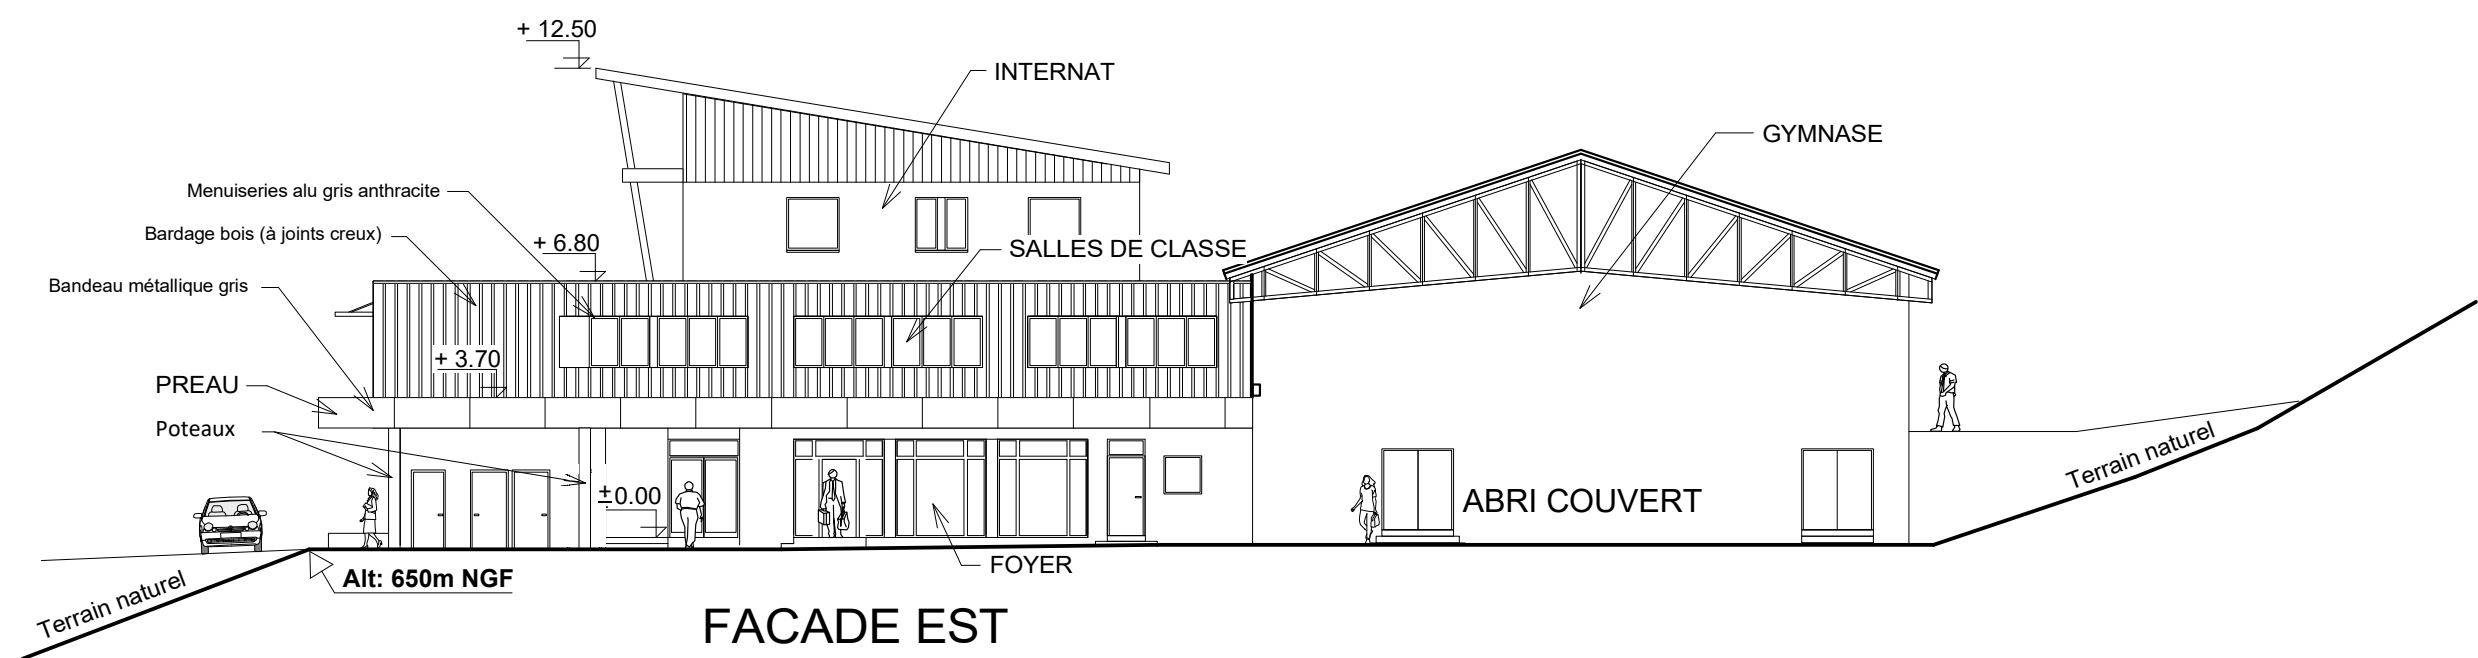 + 12.50
INTERNAT
GYMNASE
Menuiseries alu gris anthracite
Bardage bois (à joints creux)
+ 6.80
SALLES DE CLASSE
Bandeau métallique gris
+ 3.70
PREAU
Poteaux
Terrain naturel
±0.00
ABRI COUVERT
FOYER
Alt: 650m NGF
Terrain naturel
FACADE EST